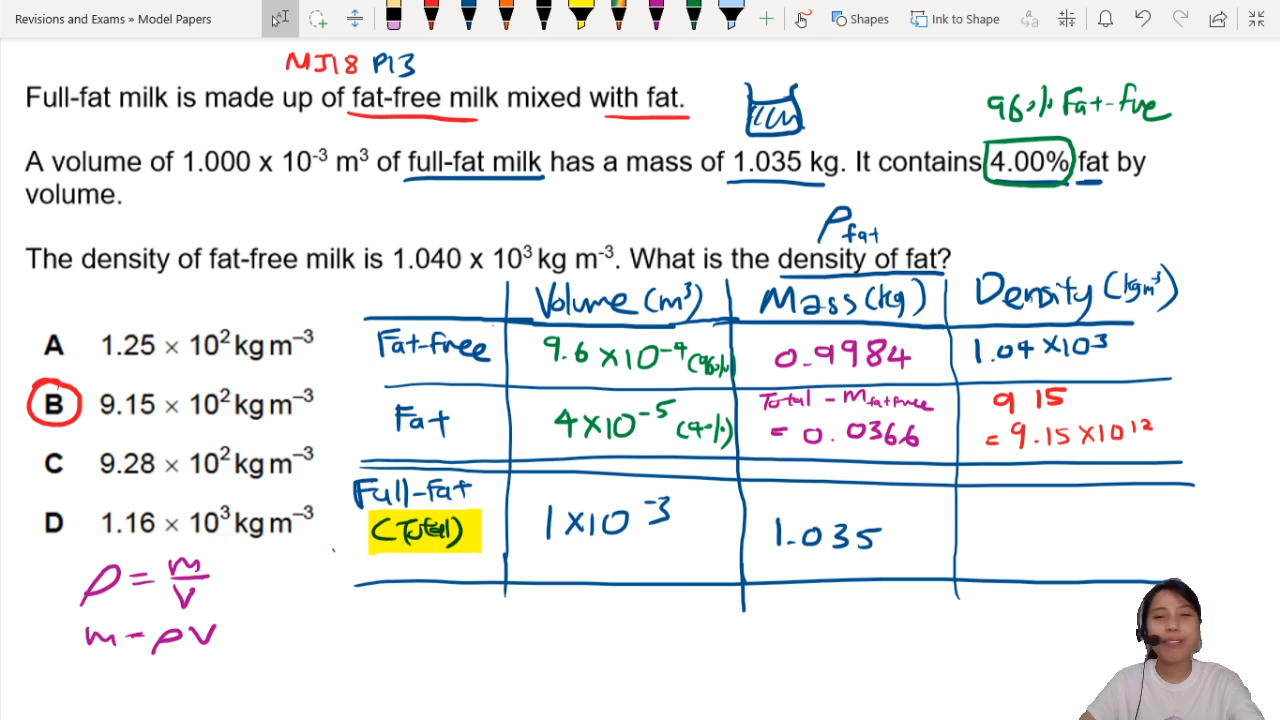 Revisions and Exams » Model Papers
Shapes
Ink to Shape
MJ18 P13
Full-fat milk is made up of fat-free milk mixed with fat.
96% Fat-free
A volume of 1.000 x 10⁻³ m³ of full-fat milk has a mass of 1.035 kg. It contains 4.00% fat by
volume.
ρfat
The density of fat-free milk is 1.040 x 10³ kg m⁻³. What is the density of fat?
Volume (m³) Mass (kg) Density (kgm⁻³)
Fat-free 9.6 × 10⁻⁴ (96%) 0.9984 1.04 × 10³
Fat 4 × 10⁻⁵ (4%) Total - m fat free
= 0.0366
915
= 9.15 × 10¹²
Full-Fat
(Total) 1 × 10⁻³ 1.035
A 1.25 × 10² kg m⁻³
B 9.15 × 10² kg m⁻³
C 9.28 × 10² kg m⁻³
D 1.16 × 10³ kg m⁻³
ρ = m/V
m = ρV